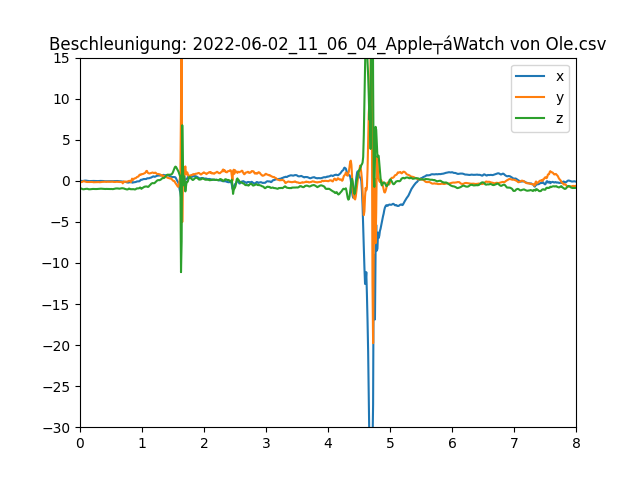 Beschleunigung: 2022-06-02_11_06_04_Apple┬áWatch von Ole.csv
15
10
5
0
−5
−10
−15
−20
−25
−30
0 1 2 3 4 5 6 7 8
x
y
z